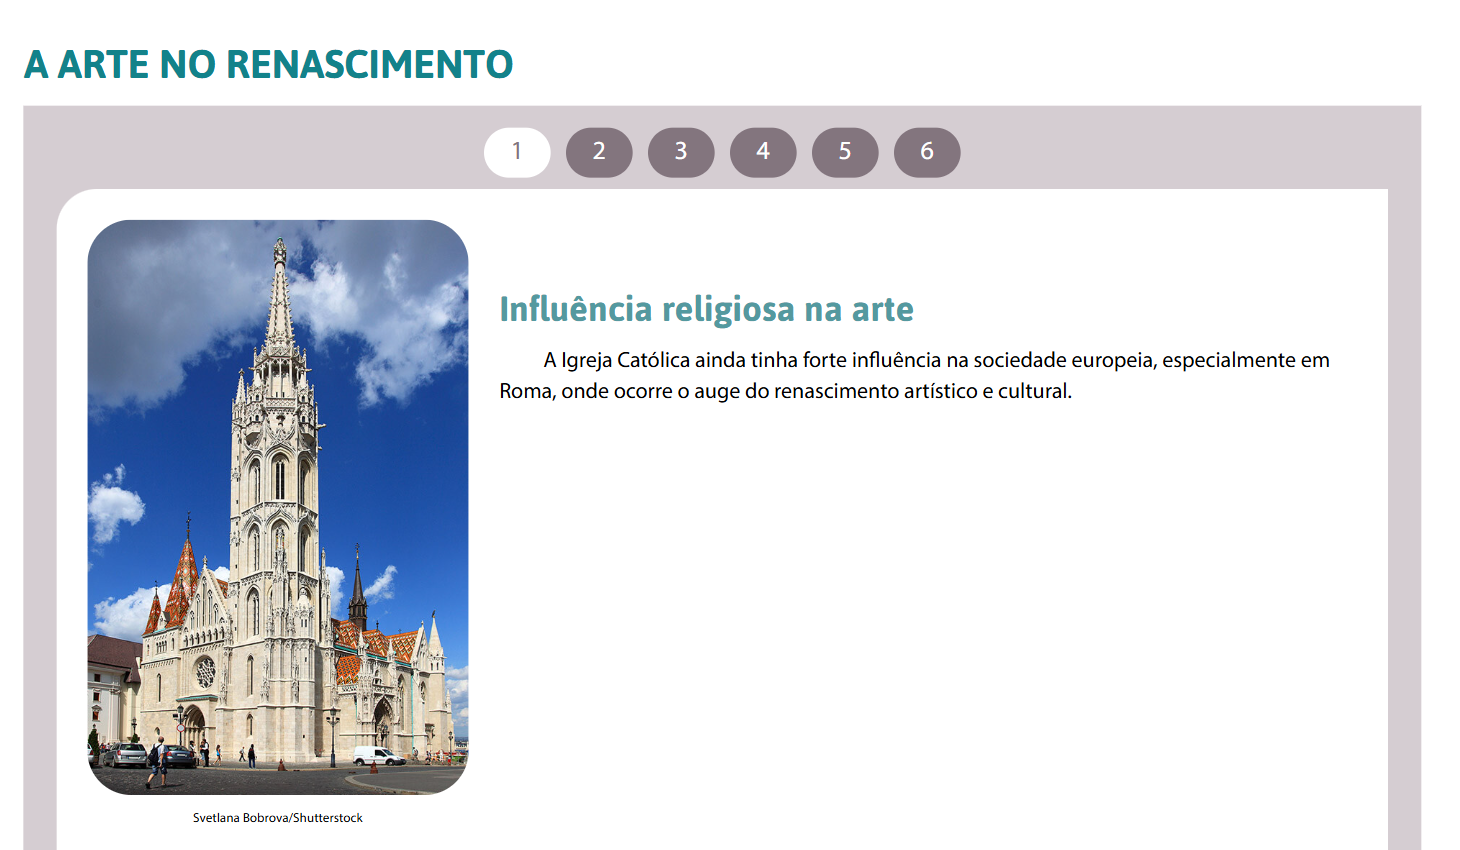 A ARTE NO RENASCIMENTO
1 2 3 4 5 6
Influência religiosa na arte
A Igreja Católica ainda tinha forte influência na sociedade europeia, especialmente em
Roma, onde ocorre o auge do renascimento artístico e cultural.
Svetlana Bobrova/Shutterstock